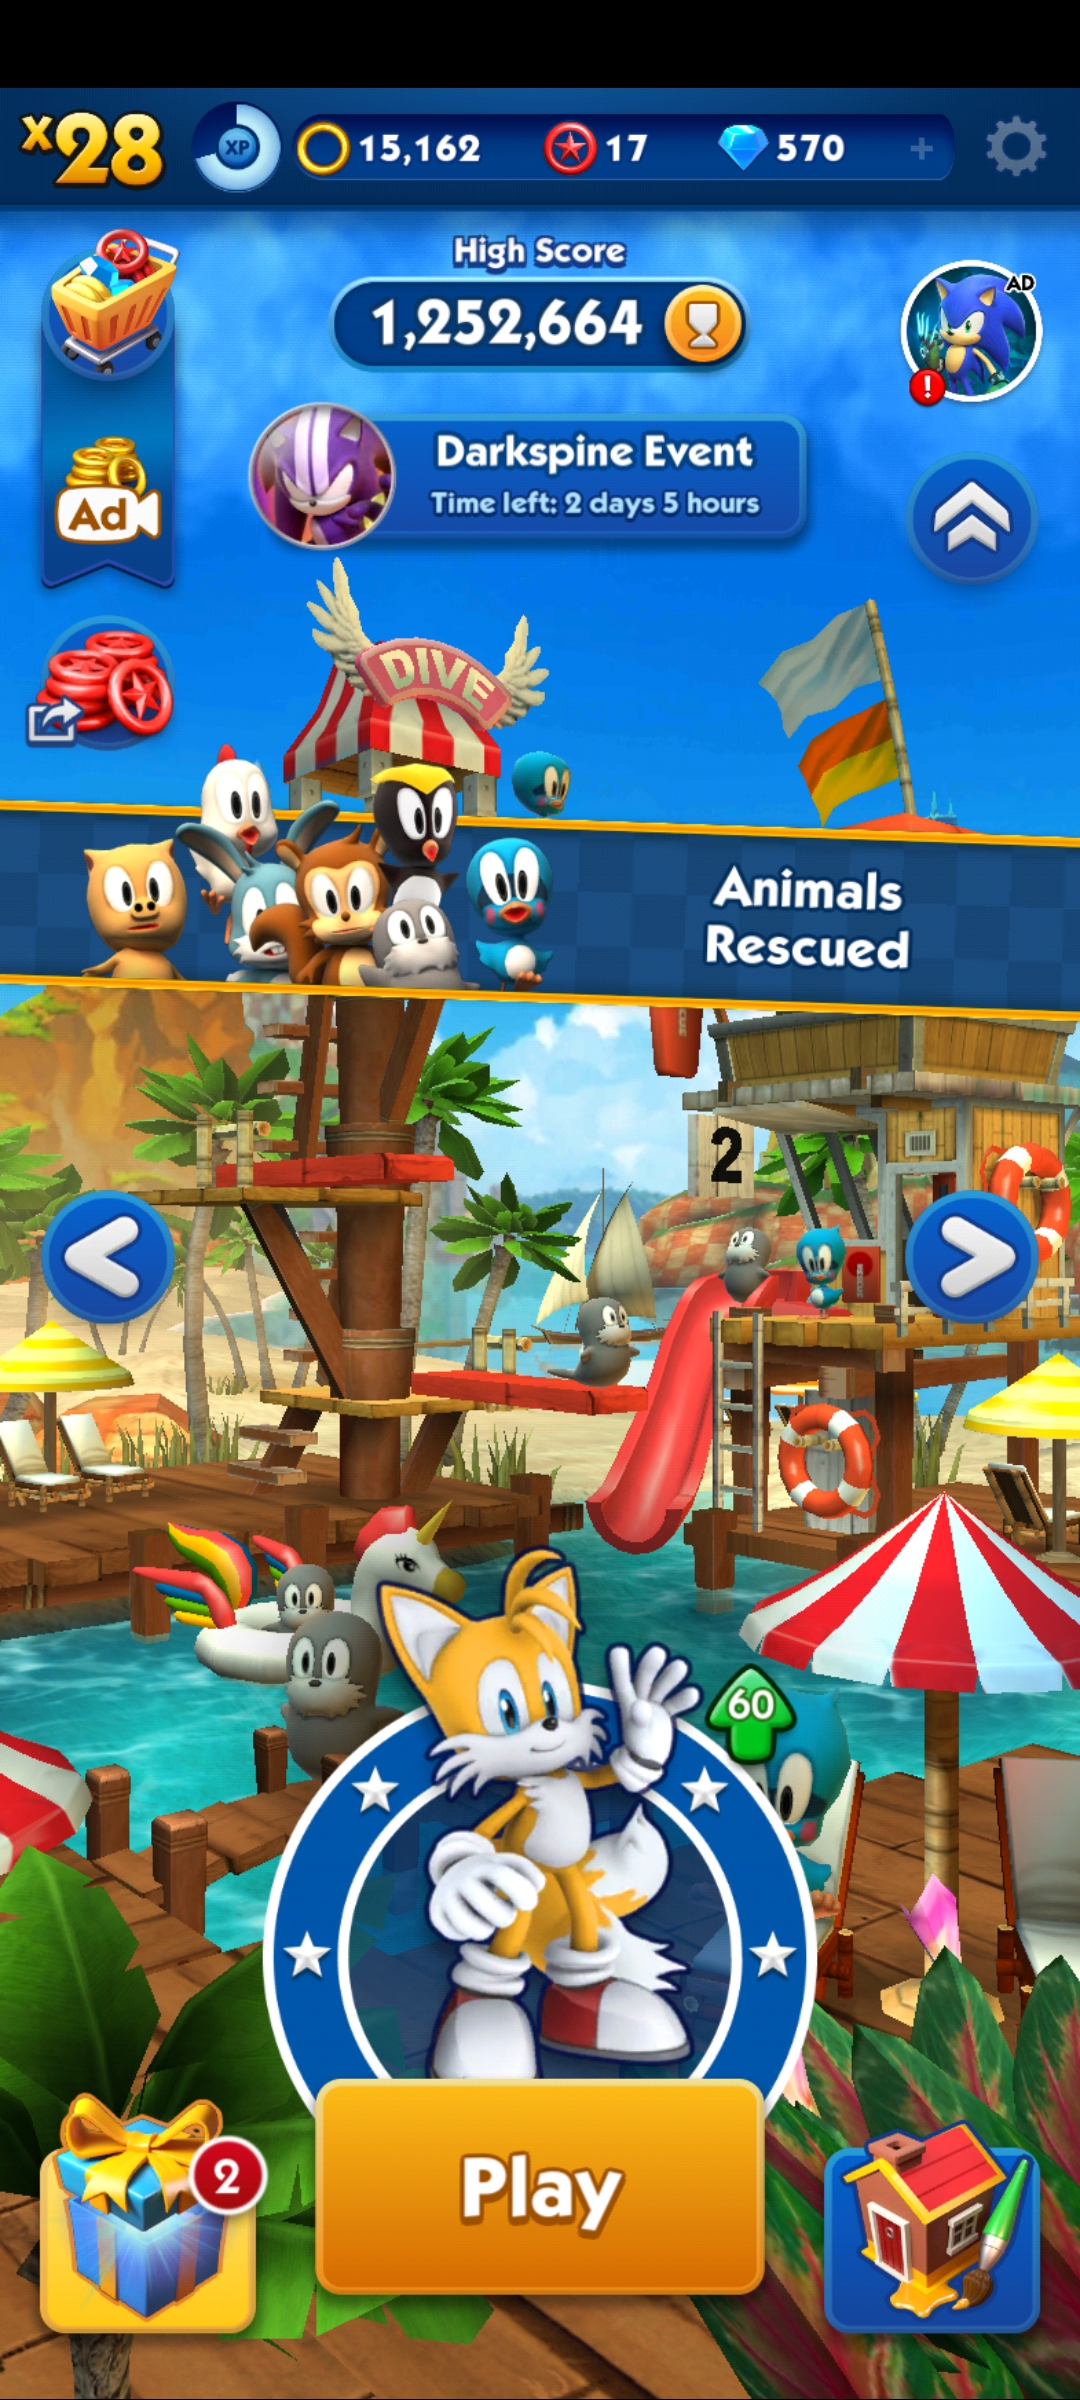 x28
XP
15,162
17
570
+
High Score
1,252,664
AD
!
Darkspine Event
Time left: 2 days 5 hours
Ad
DIVE
Animals
Rescued
2
60
Play
2